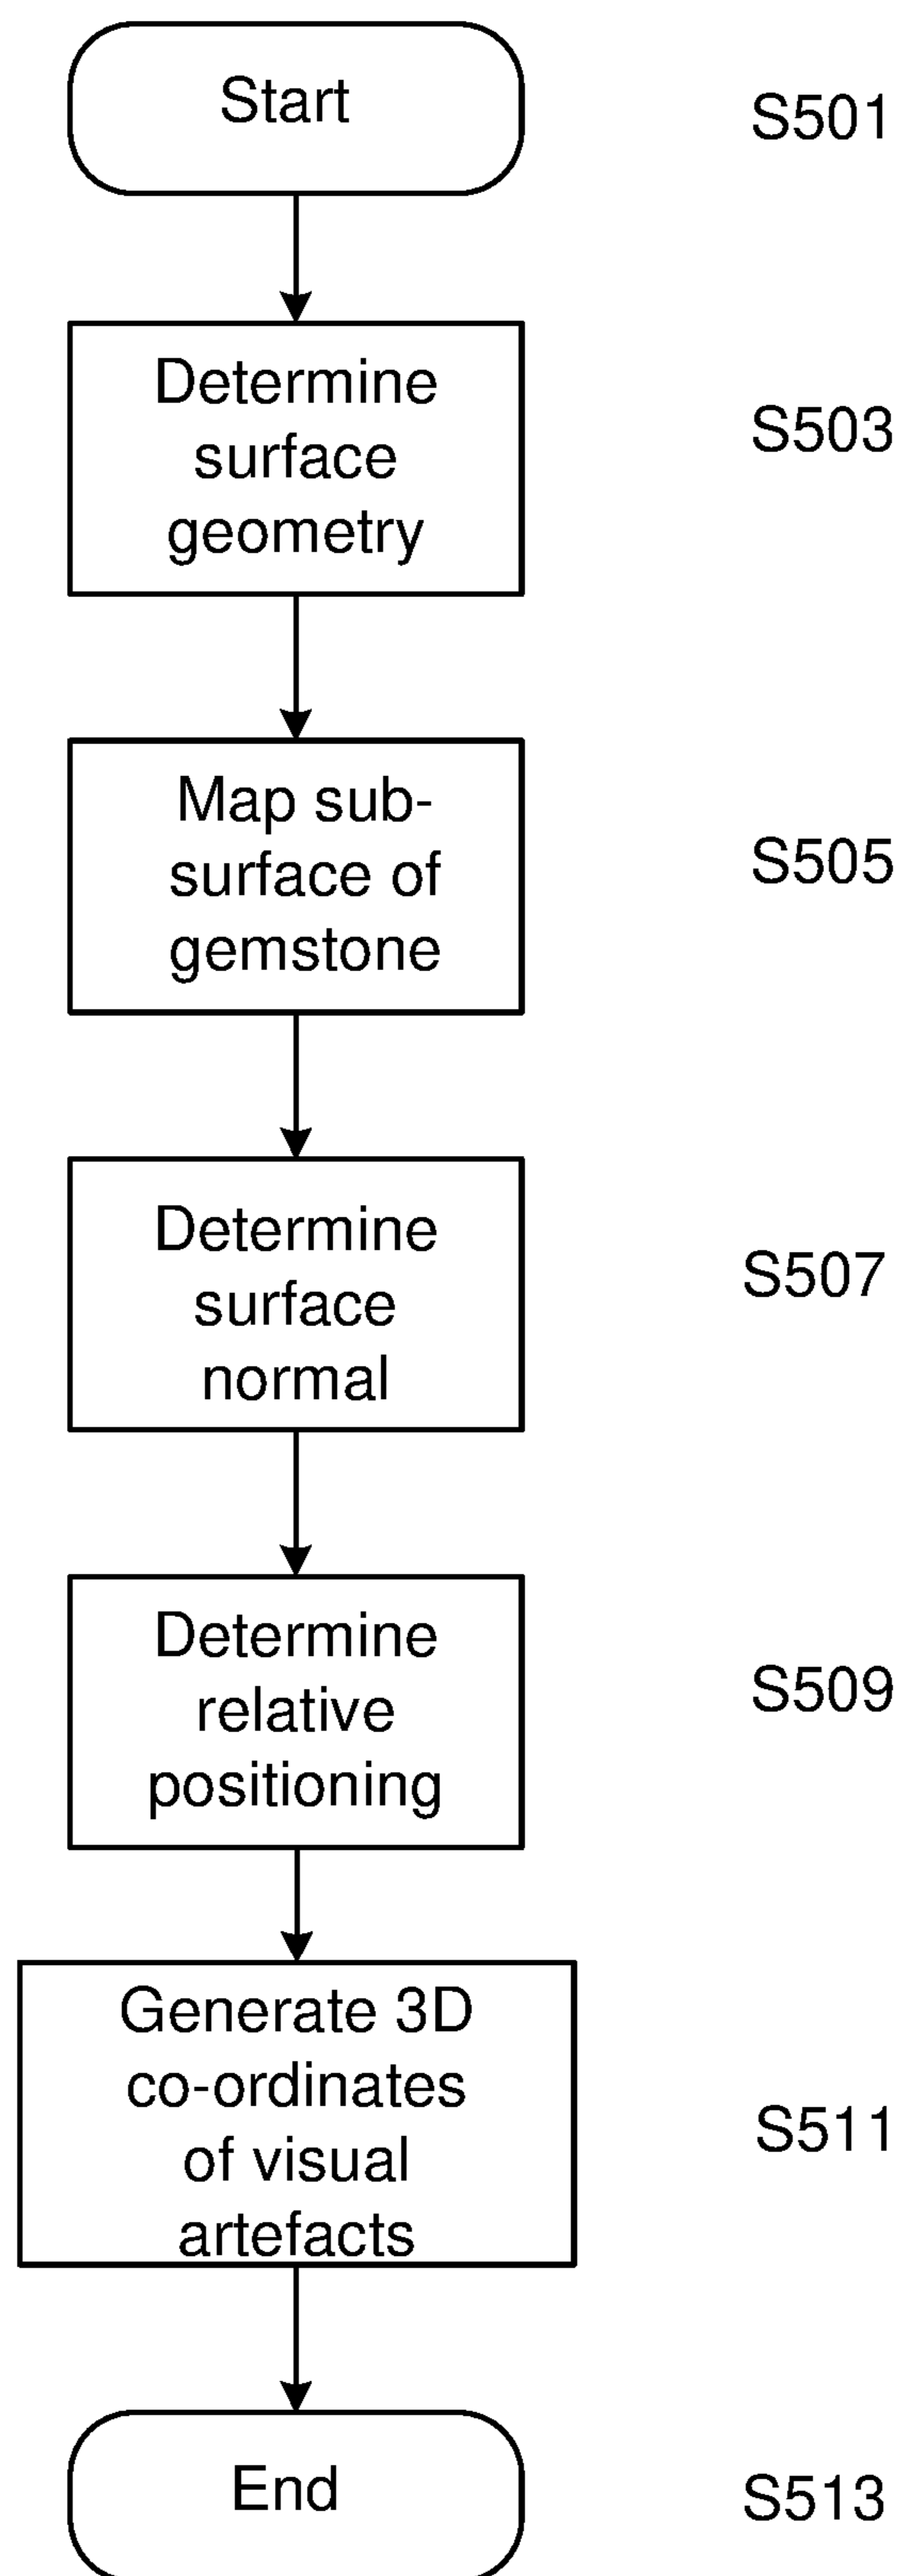 Start
S501
Determine
surface
geometry
S503
Map sub-
surface of
gemstone
S505
Determine
surface
normal
S507
Determine
relative
positioning
S509
Generate 3D
co-ordinates
of visual
artefacts
S511
End
S513